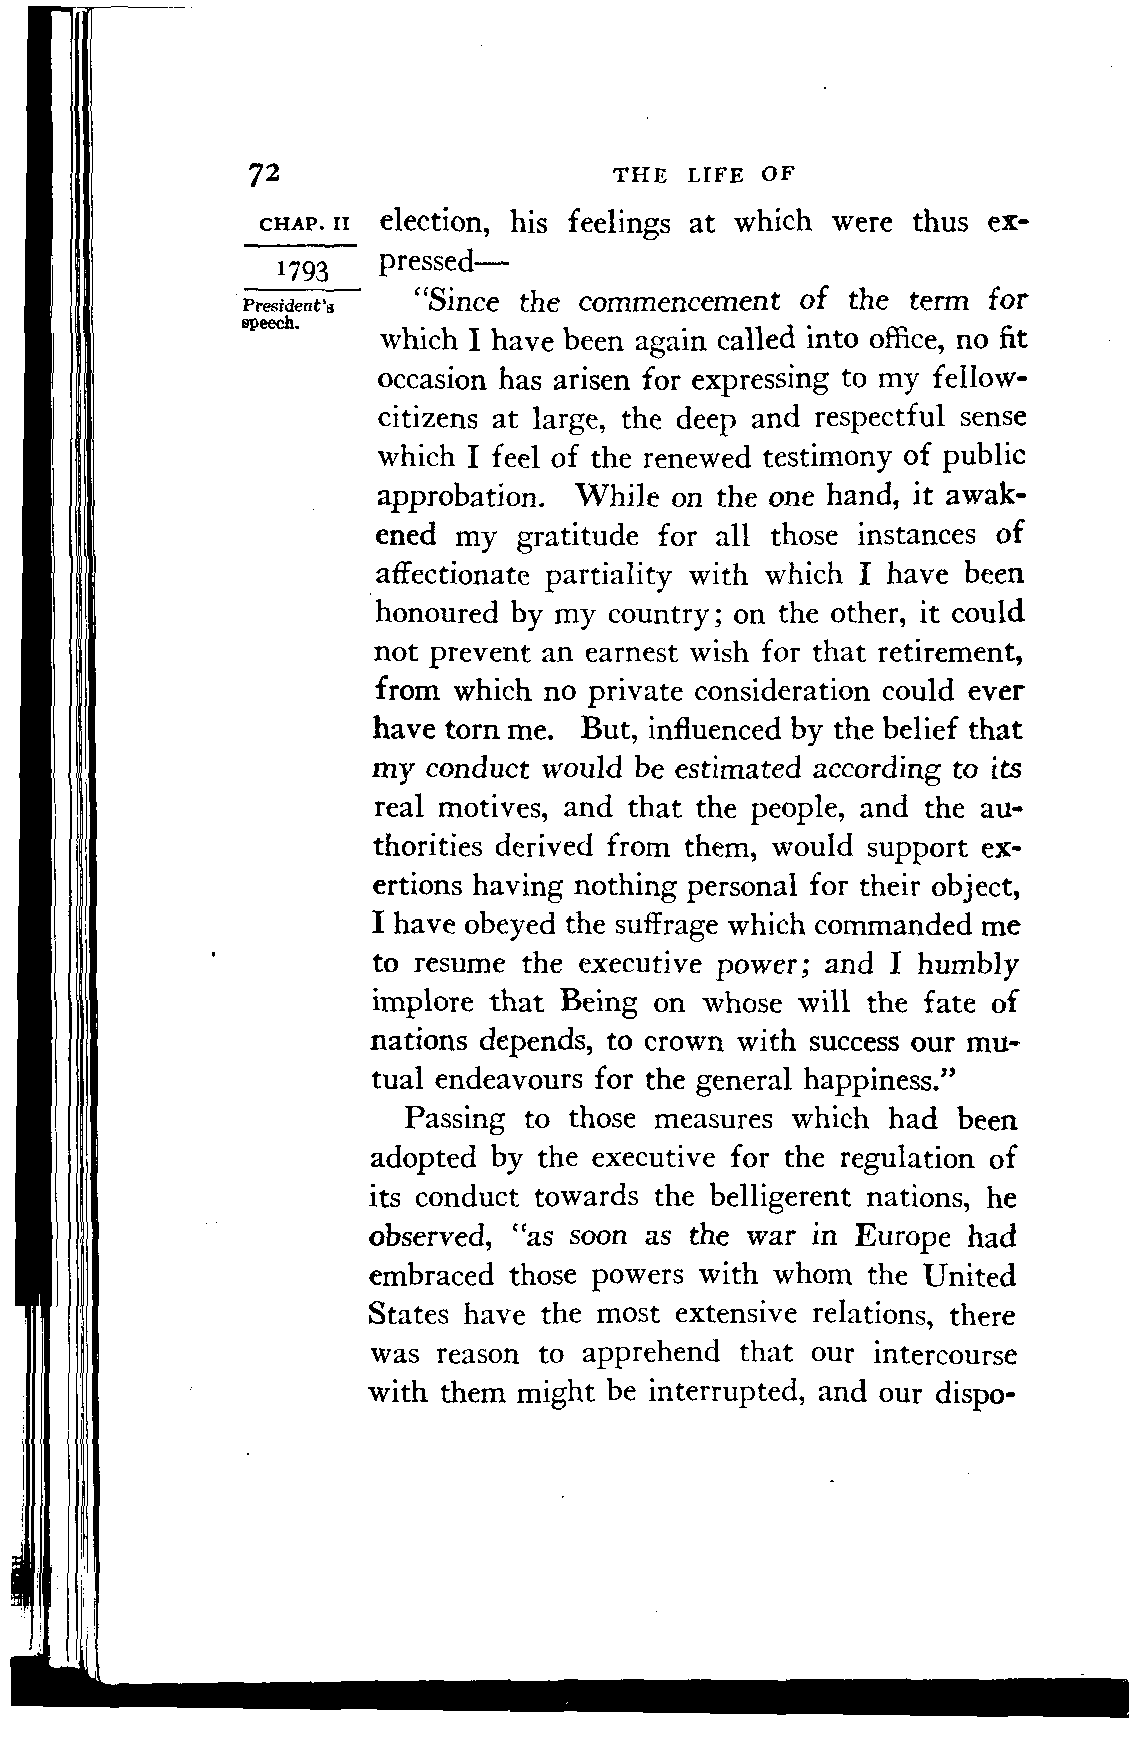 72 THE LIFE OF
CHAP. II
1793
President's
speech.
election, his feelings at which were thus ex-
pressed—
"Since the commencement of the term for
which I have been again called into office, no fit
occasion has arisen for expressing to my fellow-
citizens at large, the deep and respectful sense
which I feel of the renewed testimony of public
approbation. While on the one hand, it awak-
ened my gratitude for all those instances of
affectionate partiality with which I have been
honoured by my country; on the other, it could
not prevent an earnest wish for that retirement,
from which no private consideration could ever
have torn me. But, influenced by the belief that
my conduct would be estimated according to its
real motives, and that the people, and the au-
thorities derived from them, would support ex-
ertions having nothing personal for their object,
I have obeyed the suffrage which commanded me
to resume the executive power; and I humbly
implore that Being on whose will the fate of
nations depends, to crown with success our mu-
tual endeavours for the general happiness."
Passing to those measures which had been
adopted by the executive for the regulation of
its conduct towards the belligerent nations, he
observed, "as soon as the war in Europe had
embraced those powers with whom the United
States have the most extensive relations, there
was reason to apprehend that our intercourse
with them might be interrupted, and our dispo-